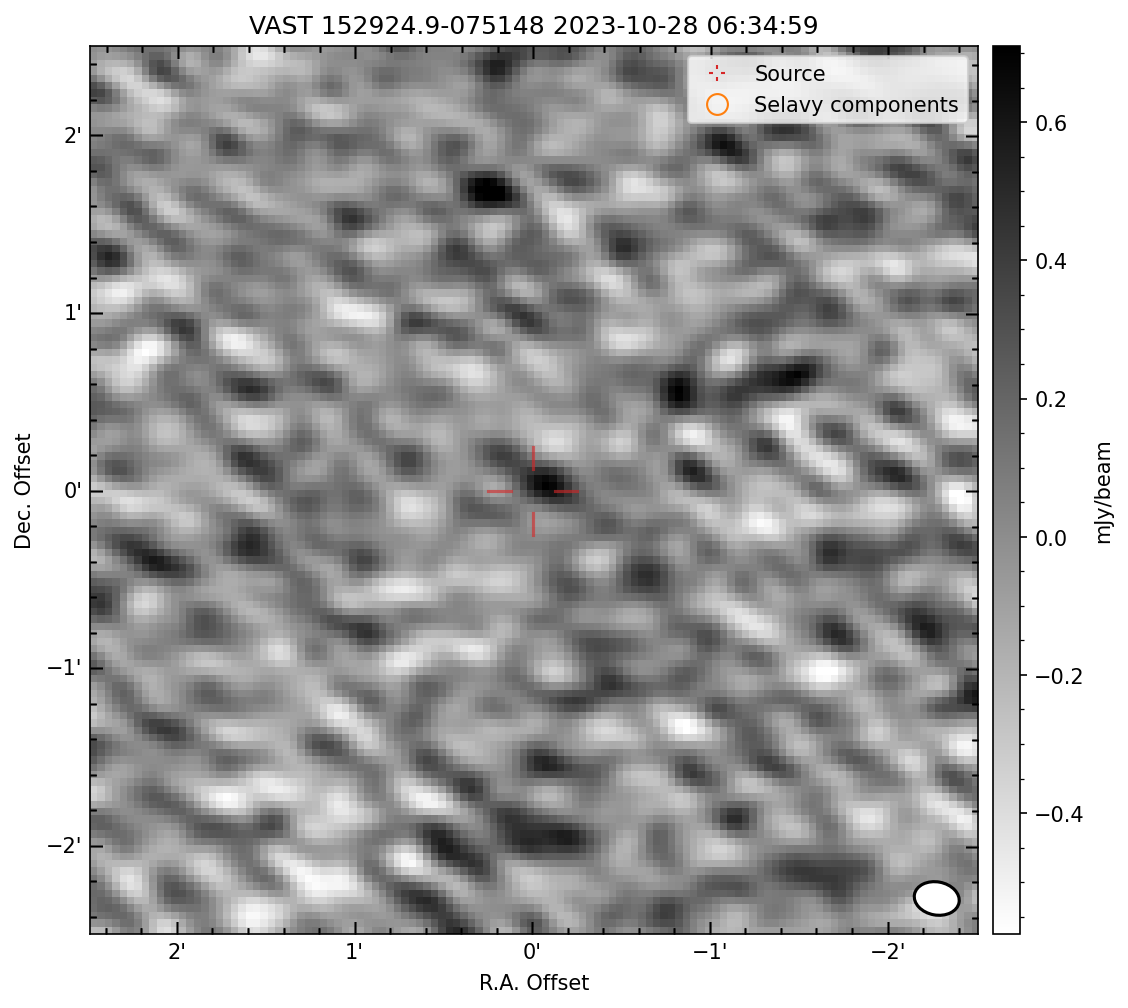 VAST 152924.9-075148 2023-10-28 06:34:59
Source
Selavy components
2'
1'
0'
−1'
−2'
Dec. Offset
2'
1'
0'
−1'
−2'
R.A. Offset
0.6
0.4
0.2
0.0
−0.2
−0.4
mJy/beam